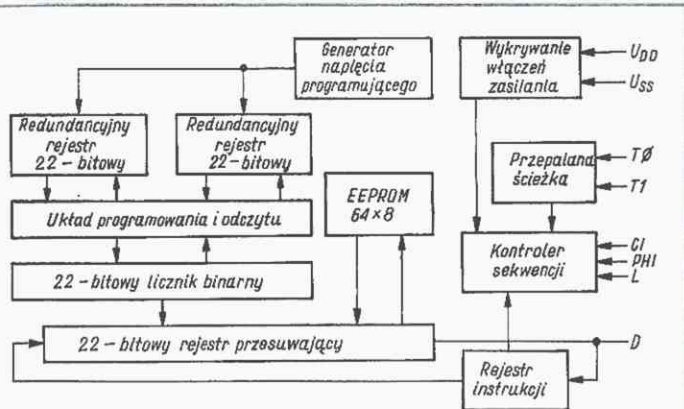 Generator
napięcia
programującego
Wykrywanie
włączeń
zasilania
UDD
USS
Redundancyjny
rejestr
22-bitowy
Redundancyjny
rejestr
22-bitowy
Przepalana
ścieżka
TØ
T1
Układ programowania i odczytu
EEPROM
64×8
Kontroler
sekwencji
CI
PHI
L
22-bitowy licznik binarny
22-bitowy rejestr przesuwający
D
Rejestr
instrukcji